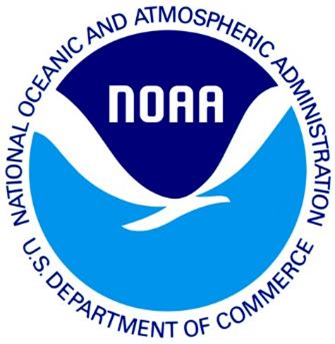 NATIONAL OCEANIC AND ATMOSPHERIC ADMINISTRATION
NOAA
U.S. DEPARTMENT OF COMMERCE